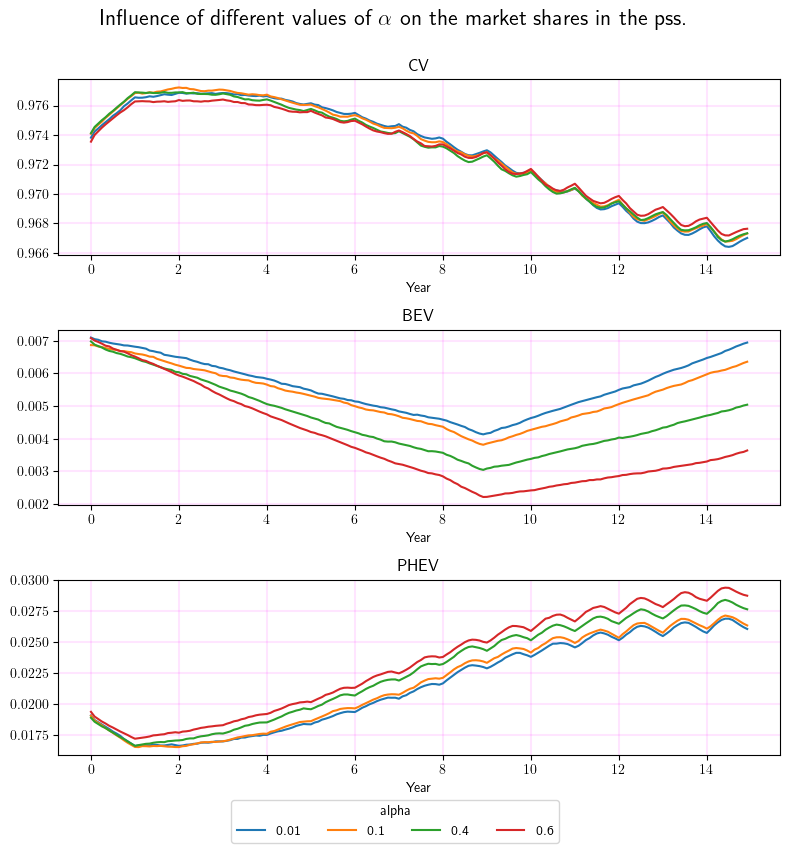 Influence of different values of α on the market shares in the pss.
CV
0.976
0.974
0.972
0.970
0.968
0.966
0 2 4 6 8 10 12 14
Year
BEV
0.007
0.006
0.005
0.004
0.003
0.002
0 2 4 6 8 10 12 14
Year
PHEV
0.0300
0.0275
0.0250
0.0225
0.0200
0.0175
0 2 4 6 8 10 12 14
Year
alpha
0.01 0.1 0.4 0.6